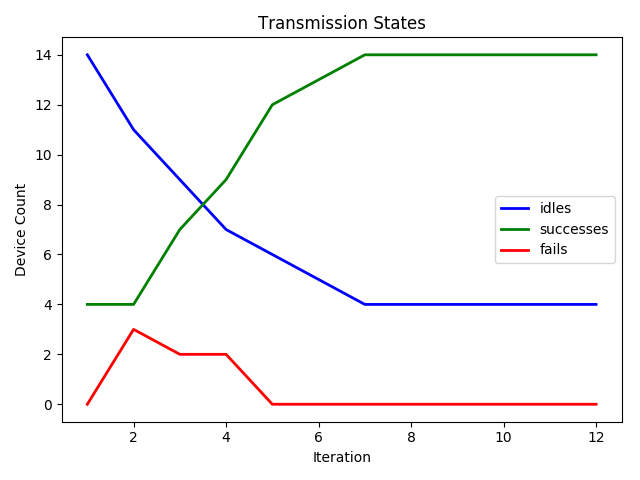 Transmission States
14
12
10
8
6
4
2
0
Device Count
idles
successes
fails
2 4 6 8 10 12
Iteration